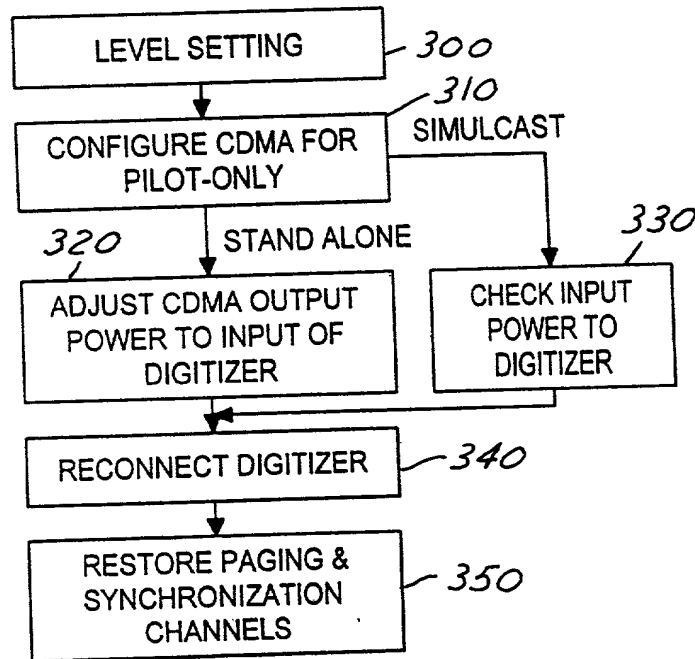 LEVEL SETTING
300
310
CONFIGURE CDMA FOR
PILOT-ONLY
SIMULCAST
320
STAND ALONE
330
ADJUST CDMA OUTPUT
POWER TO INPUT OF
DIGITIZER
CHECK INPUT
POWER TO
DIGITIZER
RECONNECT DIGITIZER
340
RESTORE PAGING &
SYNCHRONIZATION
CHANNELS
350